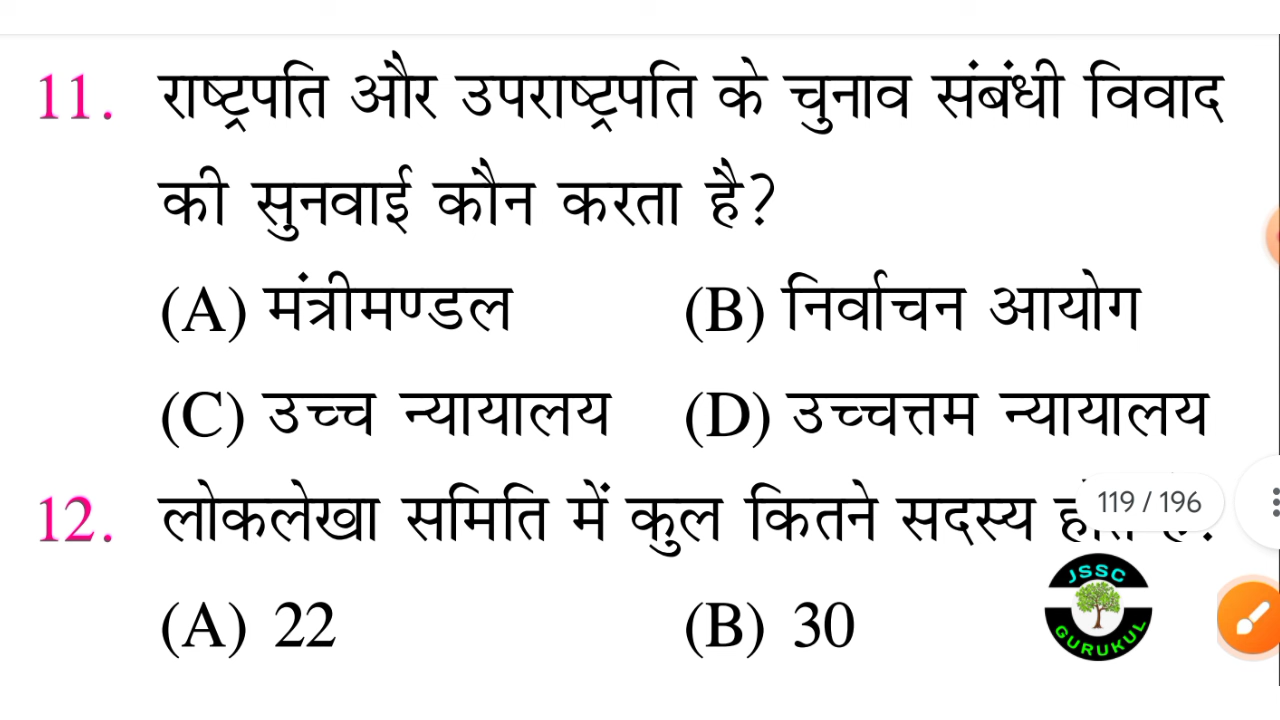 11. राष्ट्रपति और उपराष्ट्रपति के चुनाव संबंधी विवाद
की सुनवाई कौन करता है?
(A) मंत्रीमण्डल (B) निर्वाचन आयोग
(C) उच्च न्यायालय (D) उच्चत्तम न्यायालय
12. लोकलेखा समिति में कुल कितने सदस्य
119 / 196
JSSC
GURUKUL
(A) 22 (B) 30